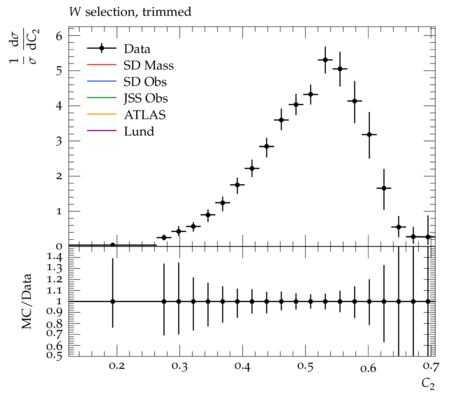 W selection, trimmed
1/σ dσ/dC₂
6
5
4
3
2
1
0
Data
SD Mass
SD Obs
JSS Obs
ATLAS
Lund
MC/Data
1.4
1.3
1.2
1.1
1
0.9
0.8
0.7
0.6
0.5
0.2 0.3 0.4 0.5 0.6 0.7
C₂